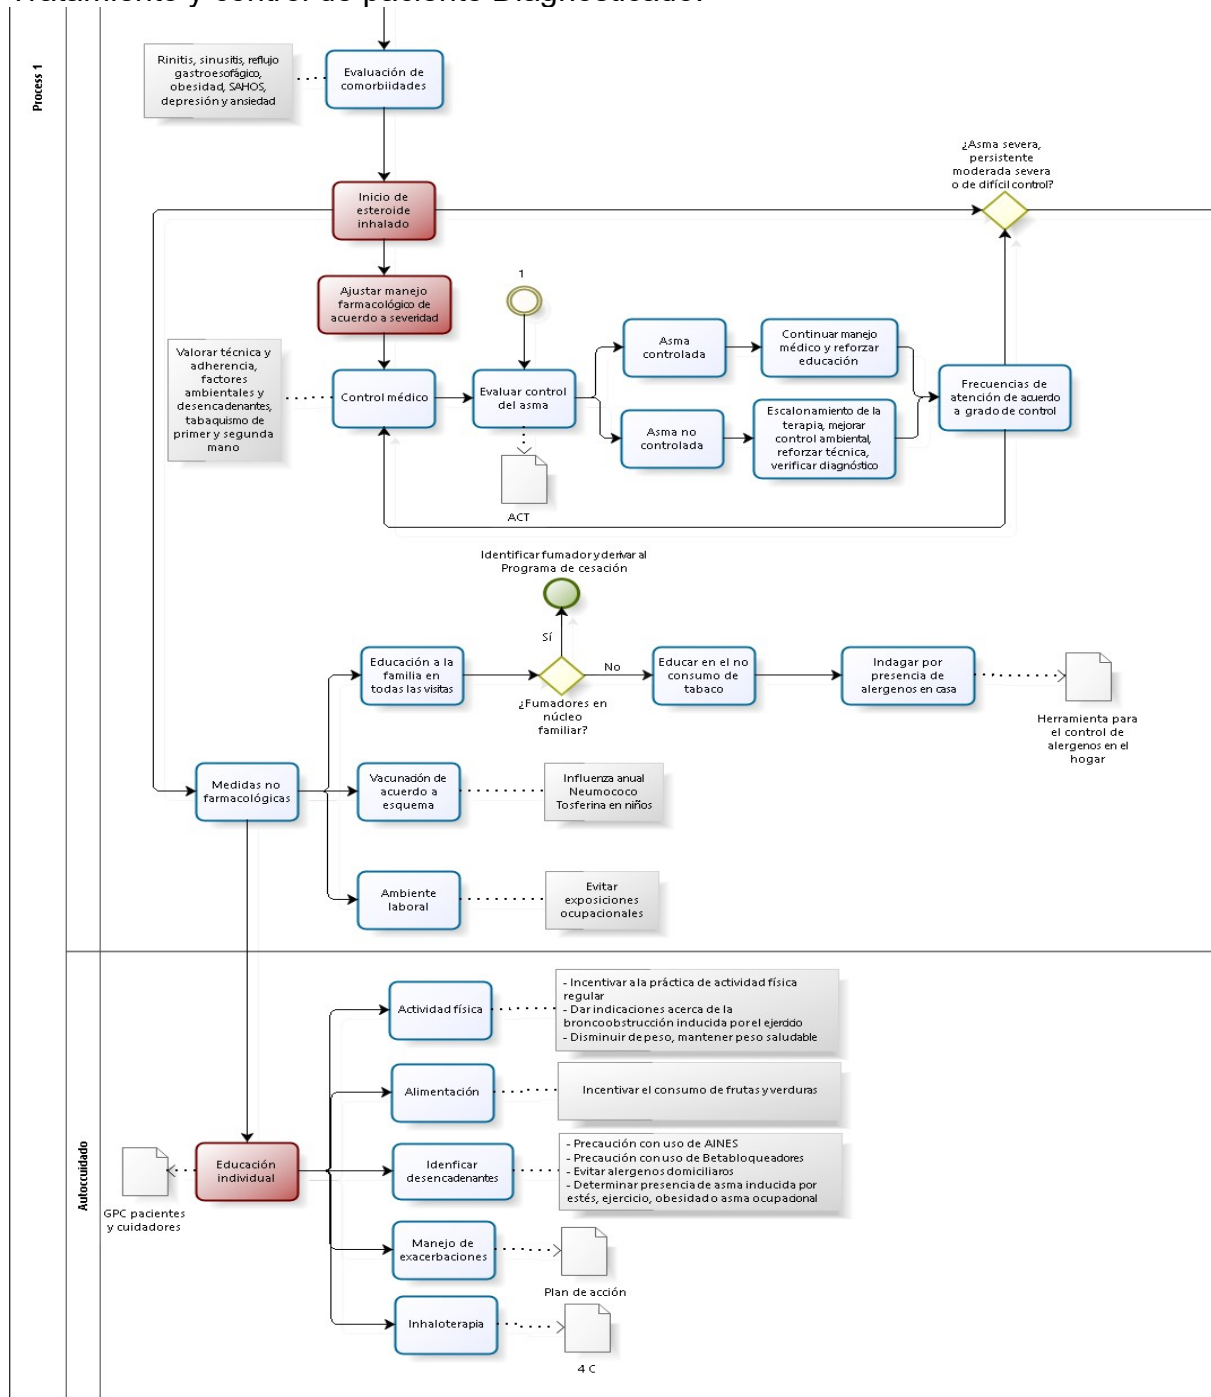 Tratamiento y control de paciente Diagnosticado.
Process 1
Rinitis, sinusitis, reflujo
gastroesofágico,
obesidad, SAHOS,
depresión y ansiedad
Evaluación de
comorbiidades
¿Asma severa,
persistente
moderada severa
o de difícil control?
Inicio de
esteroide
inhalado
Ajustar manejo
farmacológico de
acuerdo a severidad
1
Valorar técnica y
adherencia,
factores
ambientales y
desencadenantes,
tabaquismo de
primer y segunda
mano
Control médico
Evaluar control
del asma
Asma
controlada
Continuar manejo
médico y reforzar
educación
Asma no
controlada
Escalonamiento de la
terapia, mejorar
control ambiental,
reforzar técnica,
verificar diagnóstico
Frecuencias de
atención de acuerdo
a grado de control
ACT
Identificar fumador y derivar al
Programa de cesación
Sí
Educación a la
familia en
todas las visitas
¿Fumadores en
núcleo
familiar?
No
Educar en el no
consumo de
tabaco
Indagar por
presencia de
alergenos en casa
Herramienta para
el control de
alergenos en el
hogar
Medidas no
farmacológicas
Vacunación de
acuerdo a
esquema
Influenza anual
Neumococo
Tosferina en niños
Ambiente
laboral
Evitar
exposiciones
ocupacionales
Autoccuidado
Actividad física
- Incentivar a la práctica de actividad física
regular
- Dar indicaciones acerca de la
broncoobstrucción inducida por el ejercicio
- Disminuir de peso, mantener peso saludable
Alimentación
Incentivar el consumo de frutas y verduras
GPC pacientes
y cuidadores
Educación
individual
Idenficar
desencadenantes
- Precaución con uso de AINES
- Precaución con uso de Betabloqueadores
- Evitar alergenos domiciliaros
- Determinar presencia de asma inducida por
estés, ejercicio, obesidad o asma ocupacional
Manejo de
exacerbaciones
Plan de acción
Inhaloterapia
4 C